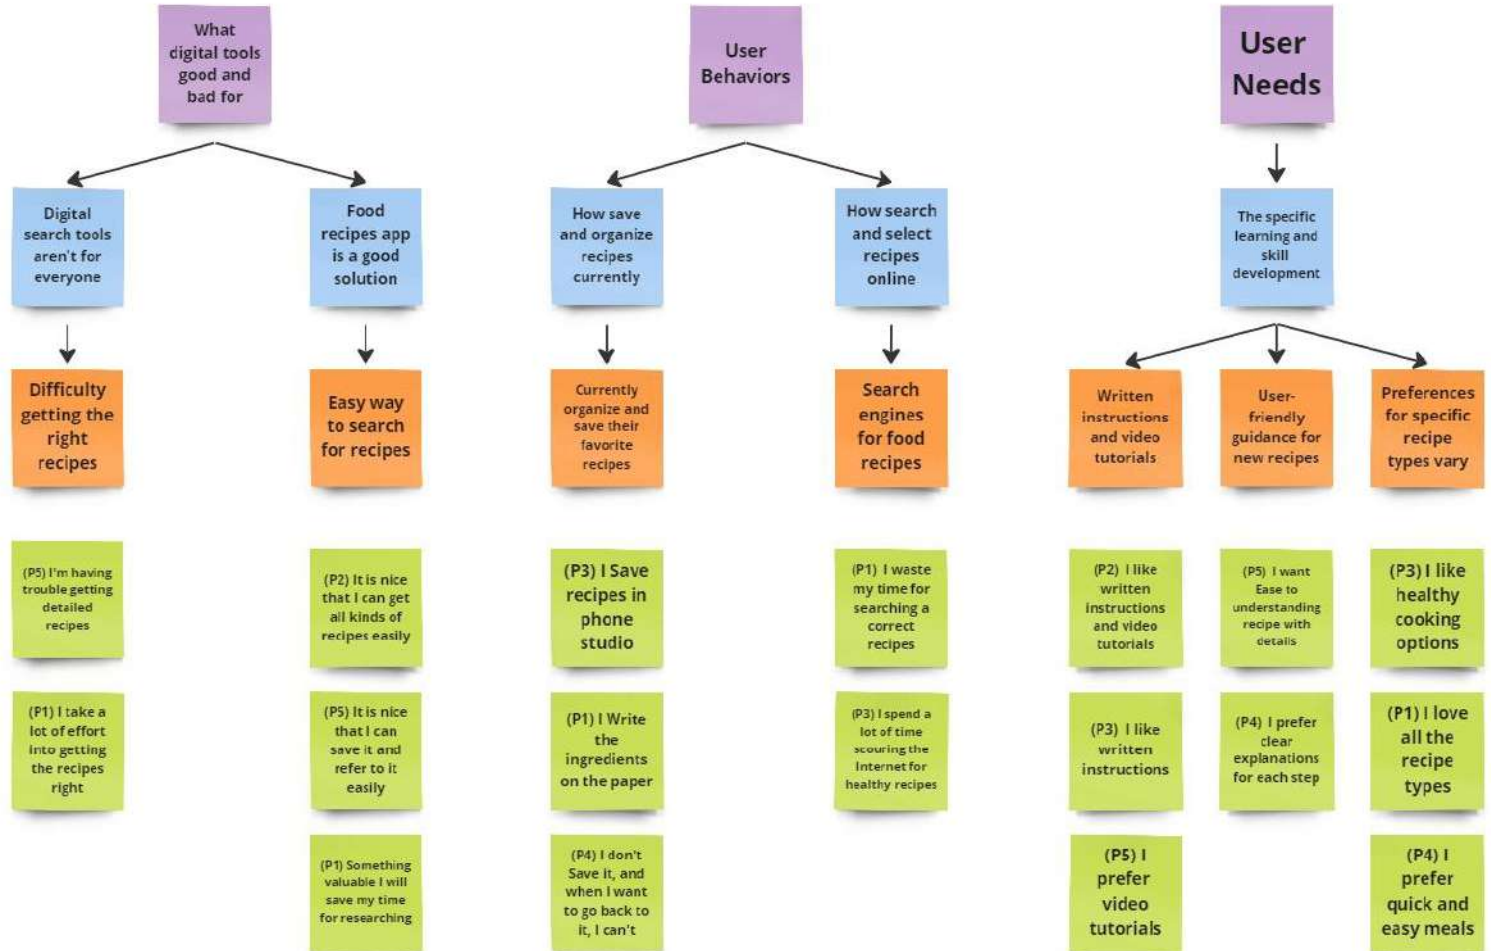 What
digital tools
good and
bad for
User
Behaviors
User
Needs
Digital
search tools
aren't for
everyone
Food
recipes app
is a good
solution
How save
and organize
recipes
currently
How search
and select
recipes
online
The specific
learning and
skill
development
Difficulty
getting the
right
recipes
Easy way
to search
for recipes
Currently
organize and
save their
favorite
recipes
Search
engines
for food
recipes
Written
instructions
and video
tutorials
User-
friendly
guidance for
new recipes
Preferences
for specific
recipe
types vary
(P5) I'm having
trouble getting
detailed
recipes
(P2) It is nice
that I can get
all kinds of
recipes easily
(P3) I Save
recipes in
phone
studio
(P1) I waste
my time for
searching a
correct
recipes
(P2) I like
written
instructions
and video
tutorials
(P5) I want
Ease to
understanding
recipe with
details
(P3) I like
healthy
cooking
options
(P1) I take a
lot of effort
into getting
the recipes
right
(P5) It is nice
that I can
save it and
refer to it
easily
(P1) I Write
the
ingredients
on the paper
(P3) I spend a
lot of time
scouring the
Internet for
healthy recipes
(P3) I like
written
instructions
(P4) I prefer
clear
explanations
for each step
(P1) I love
all the
recipe
types
(P1) Something
valuable I will
save my time
for researching
(P4) I don't
Save it, and
when I want
to go back to
it, I can't
(P5) I
prefer
video
tutorials
(P4) I
prefer
quick and
easy meals